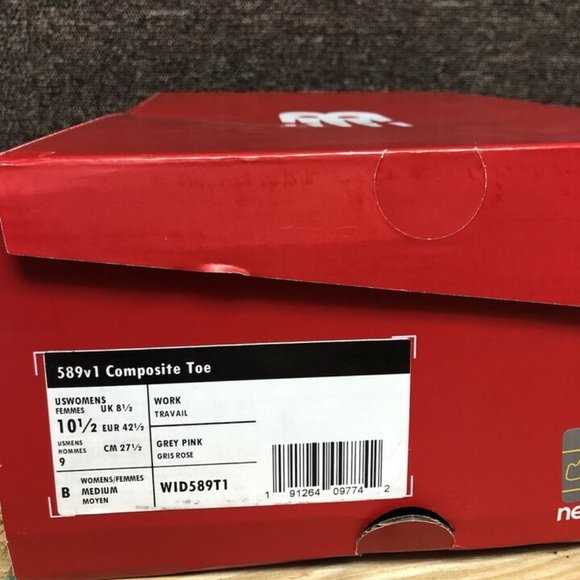 589v1 Composite Toe
USWOMENS
FEMMES UK 8½
10½ EUR 42½
USMENS
HOMMES CM 27½
9
WORK
TRAVAIL
GREY PINK
GRIS ROSE
B WOMENS/FEMMES
MEDIUM
MOYEN
WID589T1
1 91264 09774 2
ne